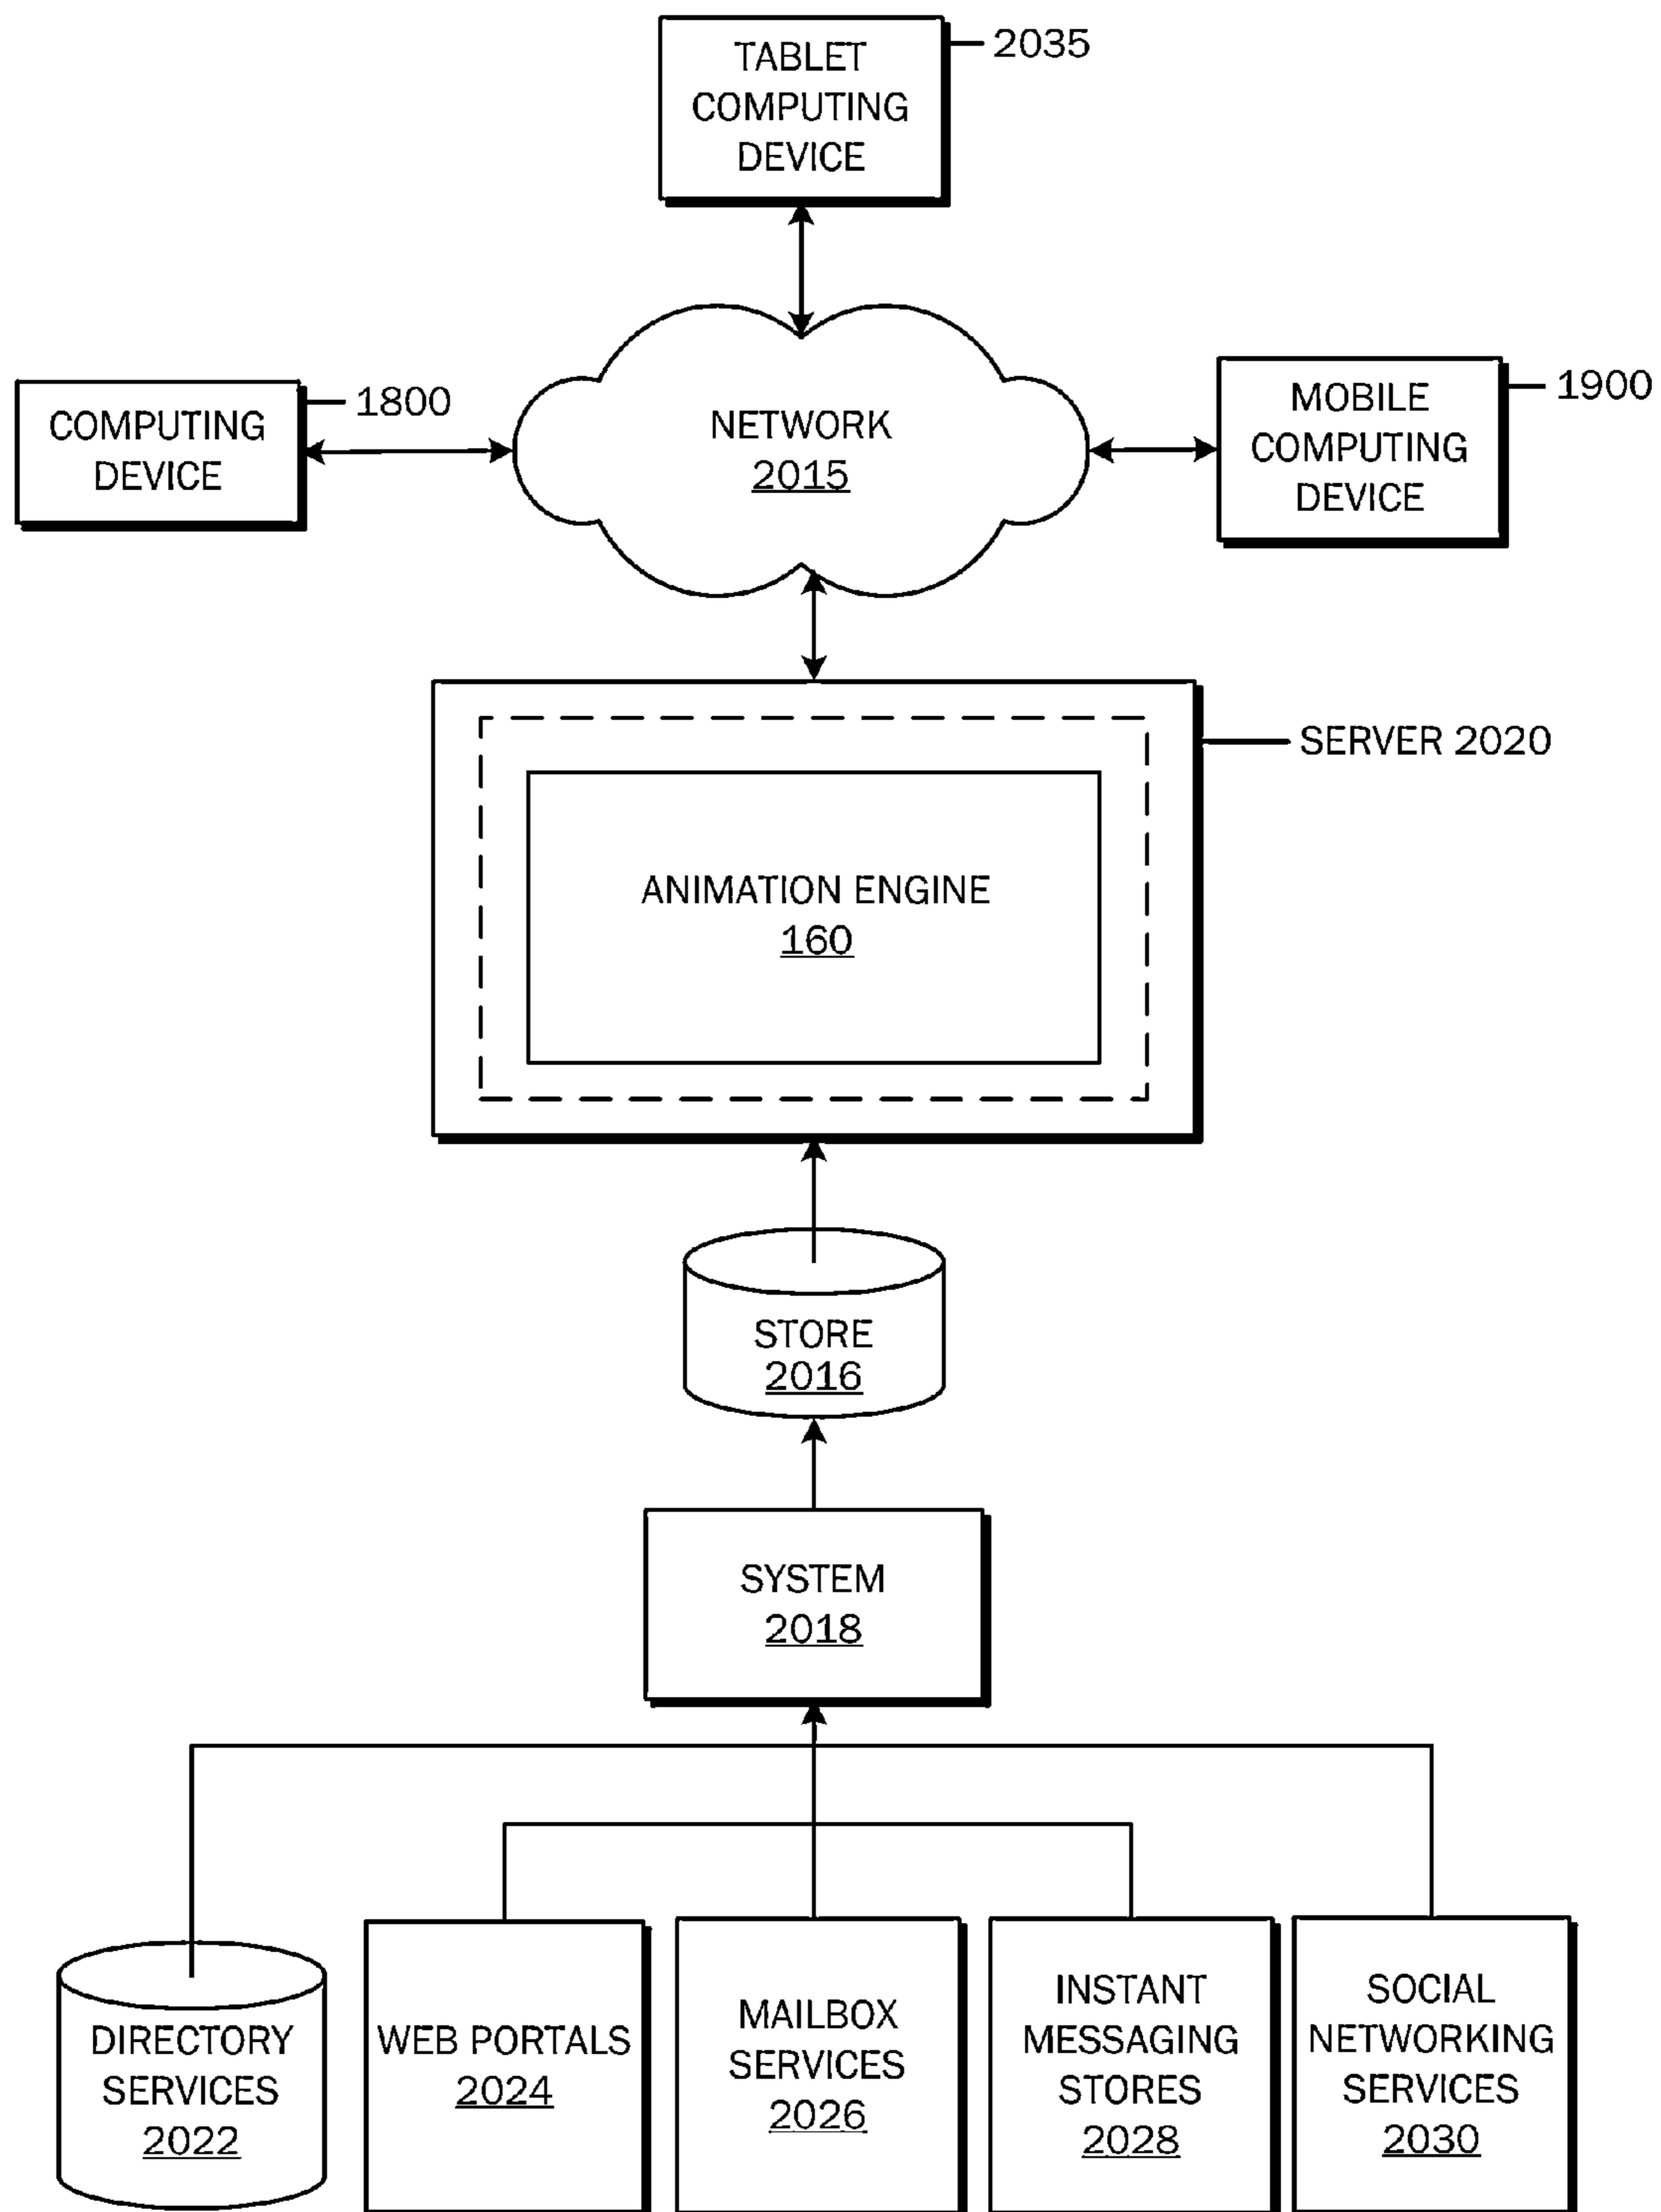 TABLET
COMPUTING
DEVICE
2035
COMPUTING
DEVICE
1800
NETWORK
2015
MOBILE
COMPUTING
DEVICE
1900
SERVER 2020
ANIMATION ENGINE
160
STORE
2016
SYSTEM
2018
DIRECTORY
SERVICES
2022
WEB PORTALS
2024
MAILBOX
SERVICES
2026
INSTANT
MESSAGING
STORES
2028
SOCIAL
NETWORKING
SERVICES
2030